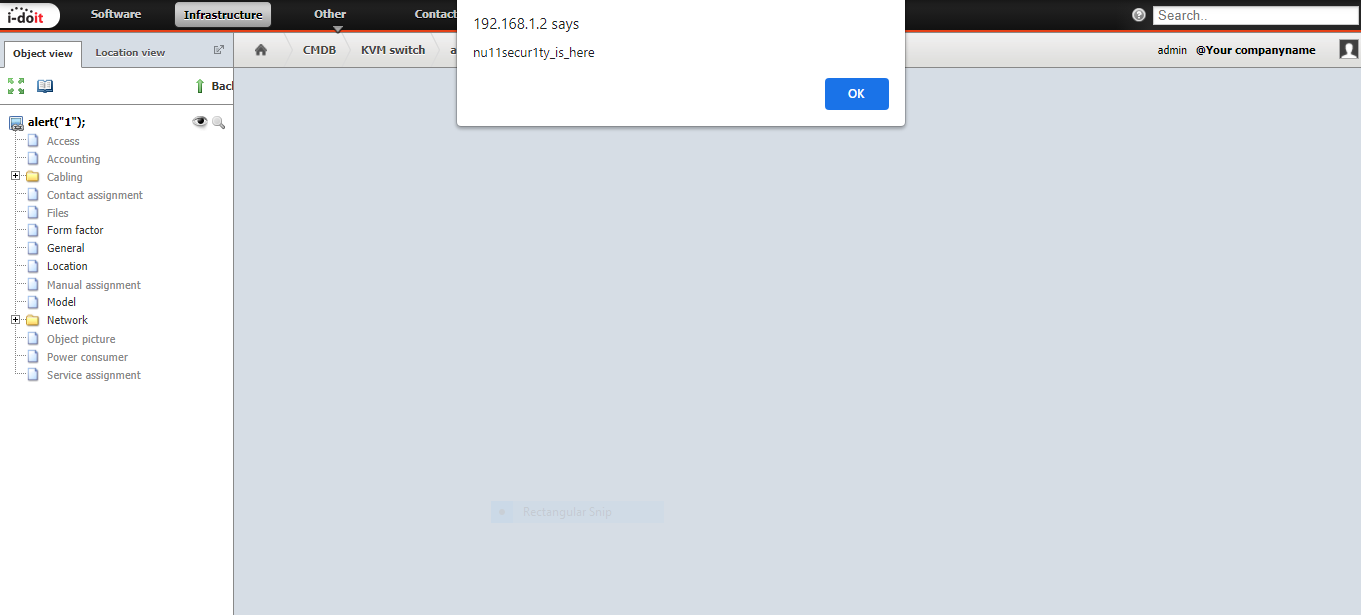 i-doit Software Infrastructure Other Contact
192.168.1.2 says
nu11secur1ty_is_here
OK
Search..
Object view Location view
CMDB KVM switch a
admin @Your companyname
Back
alert("1");
Access
Accounting
Cabling
Contact assignment
Files
Form factor
General
Location
Manual assignment
Model
Network
Object picture
Power consumer
Service assignment
Rectangular Snip